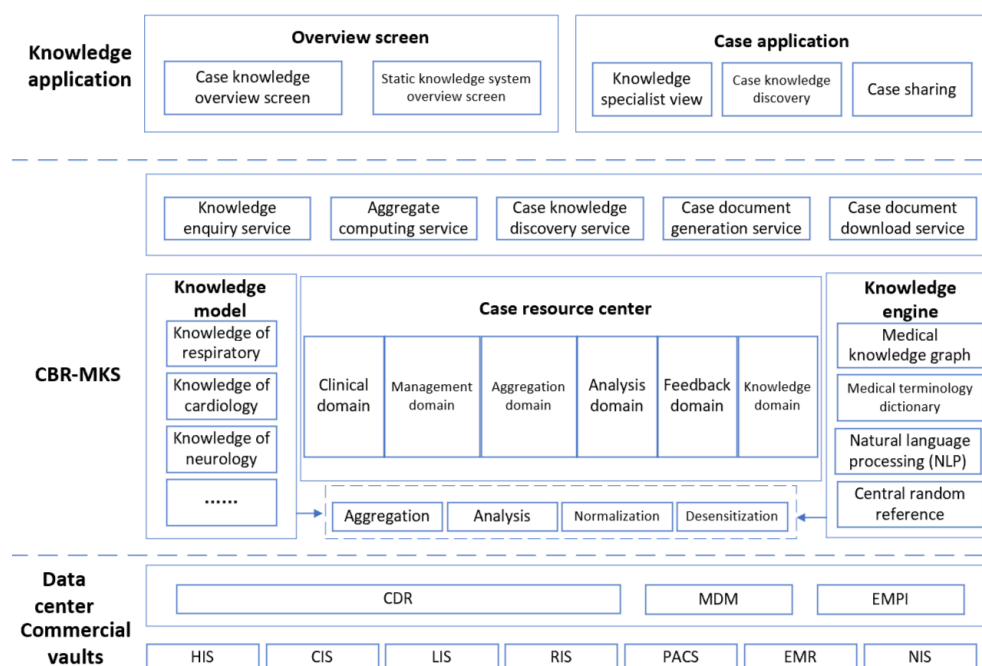 Knowledge
application
Overview screen
Case knowledge
overview screen
Static knowledge system
overview screen
Case application
Knowledge
specialist view
Case knowledge
discovery
Case sharing
CBR-MKS
Knowledge
enquiry service
Aggregate
computing service
Case knowledge
discovery service
Case document
generation service
Case document
download service
Knowledge
model
Knowledge of
respiratory
Knowledge of
cardiology
Knowledge of
neurology
......
Case resource center
Clinical
domain
Management
domain
Aggregation
domain
Analysis
domain
Feedback
domain
Knowledge
domain
Knowledge
engine
Medical
knowledge graph
Medical terminology
dictionary
Natural language
processing (NLP)
Central random
reference
Aggregation
Analysis
Normalization
Desensitization
Data
center
CDR
MDM
EMPI
Commercial
vaults
HIS
CIS
LIS
RIS
PACS
EMR
NIS